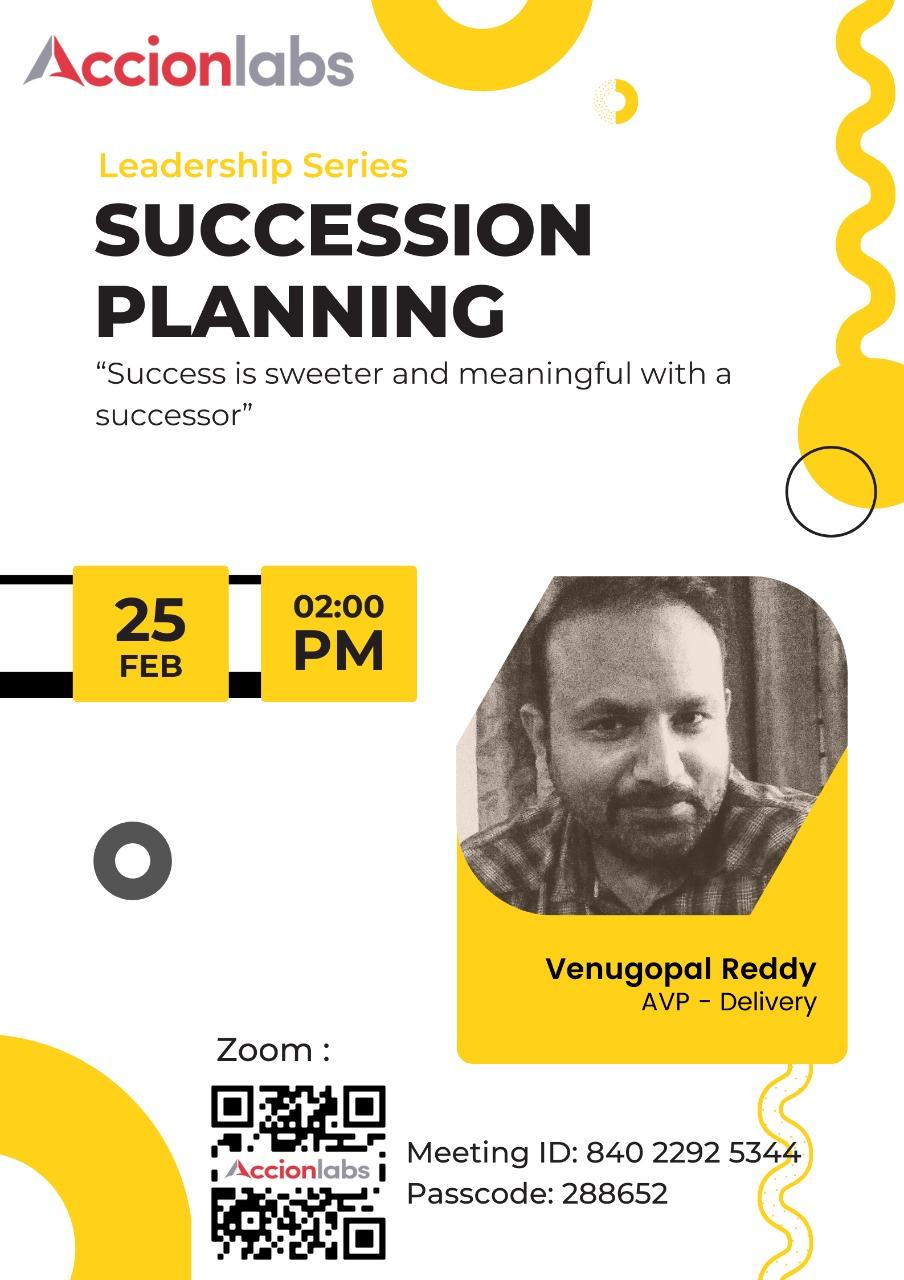 Accionlabs
Leadership Series
SUCCESSION
PLANNING
“Success is sweeter and meaningful with a
successor”
25
FEB
02:00
PM
Venugopal Reddy
AVP - Delivery
Zoom :
Accionlabs
Meeting ID: 840 2292 5344
Passcode: 288652